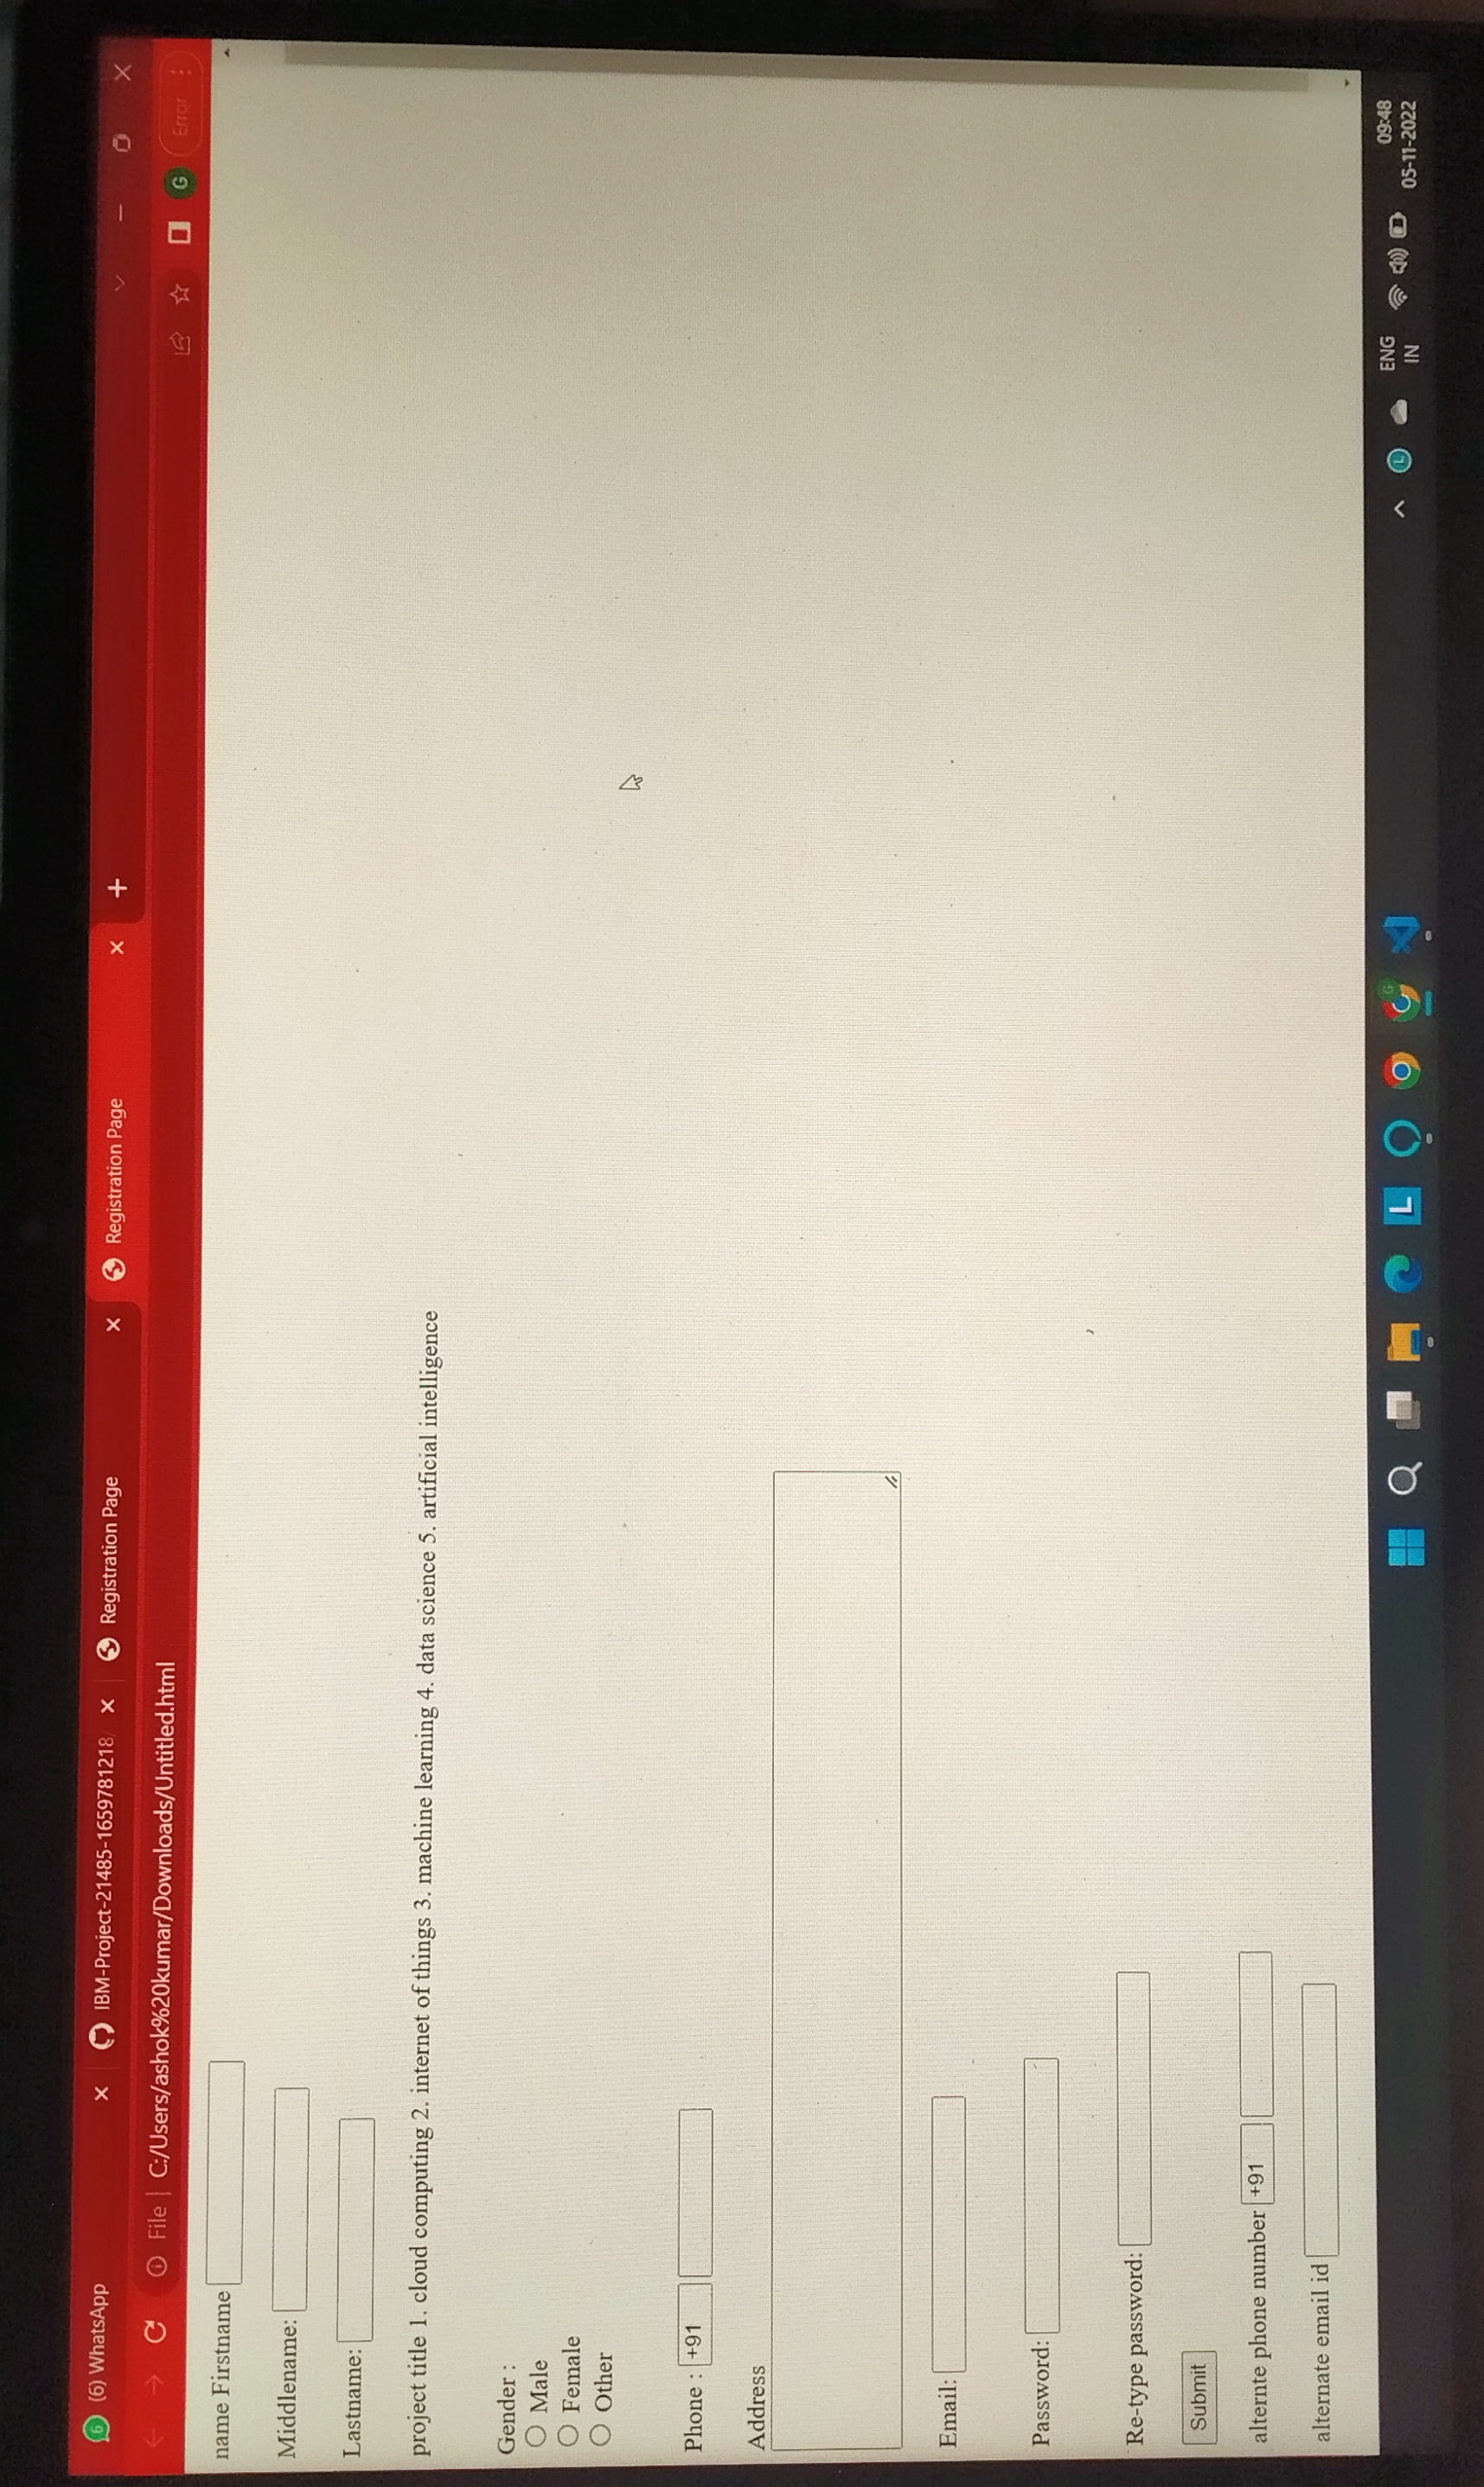 (6) WhatsApp
IBM-Project-21485-1659781218
Registration Page
Registration Page
File | C:/Users/ashok%20kumar/Downloads/Untitled.html
G
Error
name Firstname
Middlename:
Lastname:
project title 1. cloud computing 2. internet of things 3. machine learning 4. data science 5. artificial intelligence
Gender :
Male
Female
Other
Phone : +91
Address
Email:
Password:
Re-type password:
Submit
alternte phone number +91
alternate email id
L
G
L
ENG
IN
09:48
05-11-2022